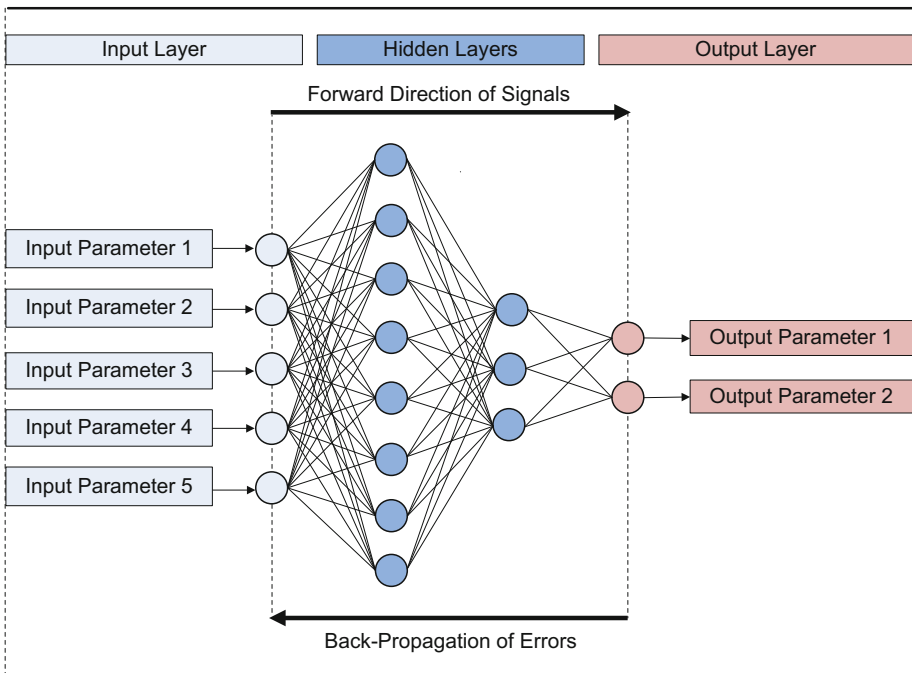 Input Layer
Hidden Layers
Output Layer
Forward Direction of Signals
Input Parameter 1
Input Parameter 2
Input Parameter 3
Input Parameter 4
Input Parameter 5
Output Parameter 1
Output Parameter 2
Back-Propagation of Errors